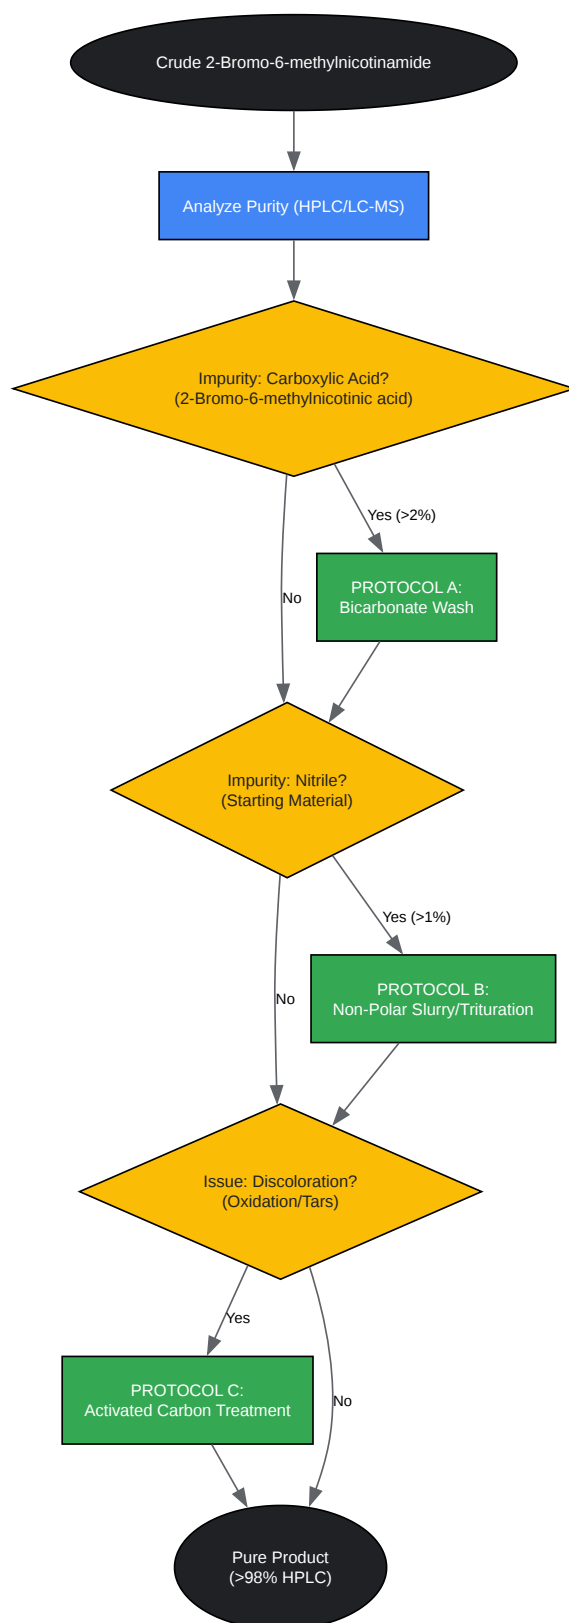 Crude 2-Bromo-6-methylnicotinamide
Analyze Purity (HPLC/LC-MS)
Impurity: Carboxylic Acid?
(2-Bromo-6-methylnicotinic acid)
Yes (>2%)
No
PROTOCOL A:
Bicarbonate Wash
Impurity: Nitrile?
(Starting Material)
Yes (>1%)
No
PROTOCOL B:
Non-Polar Slurry/Trituration
Issue: Discoloration?
(Oxidation/Tars)
Yes
No
PROTOCOL C:
Activated Carbon Treatment
Pure Product
(>98% HPLC)